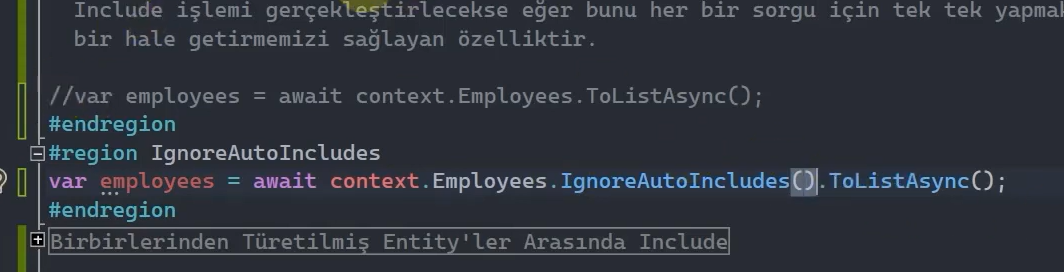 Include işlemi gerçekleştirlecekse eğer bunu her bir sorgu için tek tek
bir hale getirmemizi sağlayan özelliktir.
//var employees = await context.Employees.ToListAsync();
#endregion
#region IgnoreAutoIncludes
var employees = await context.Employees.IgnoreAutoIncludes().ToListAsync();
#endregion
Birbirlerinden Türetilmiş Entity'ler Arasında Include